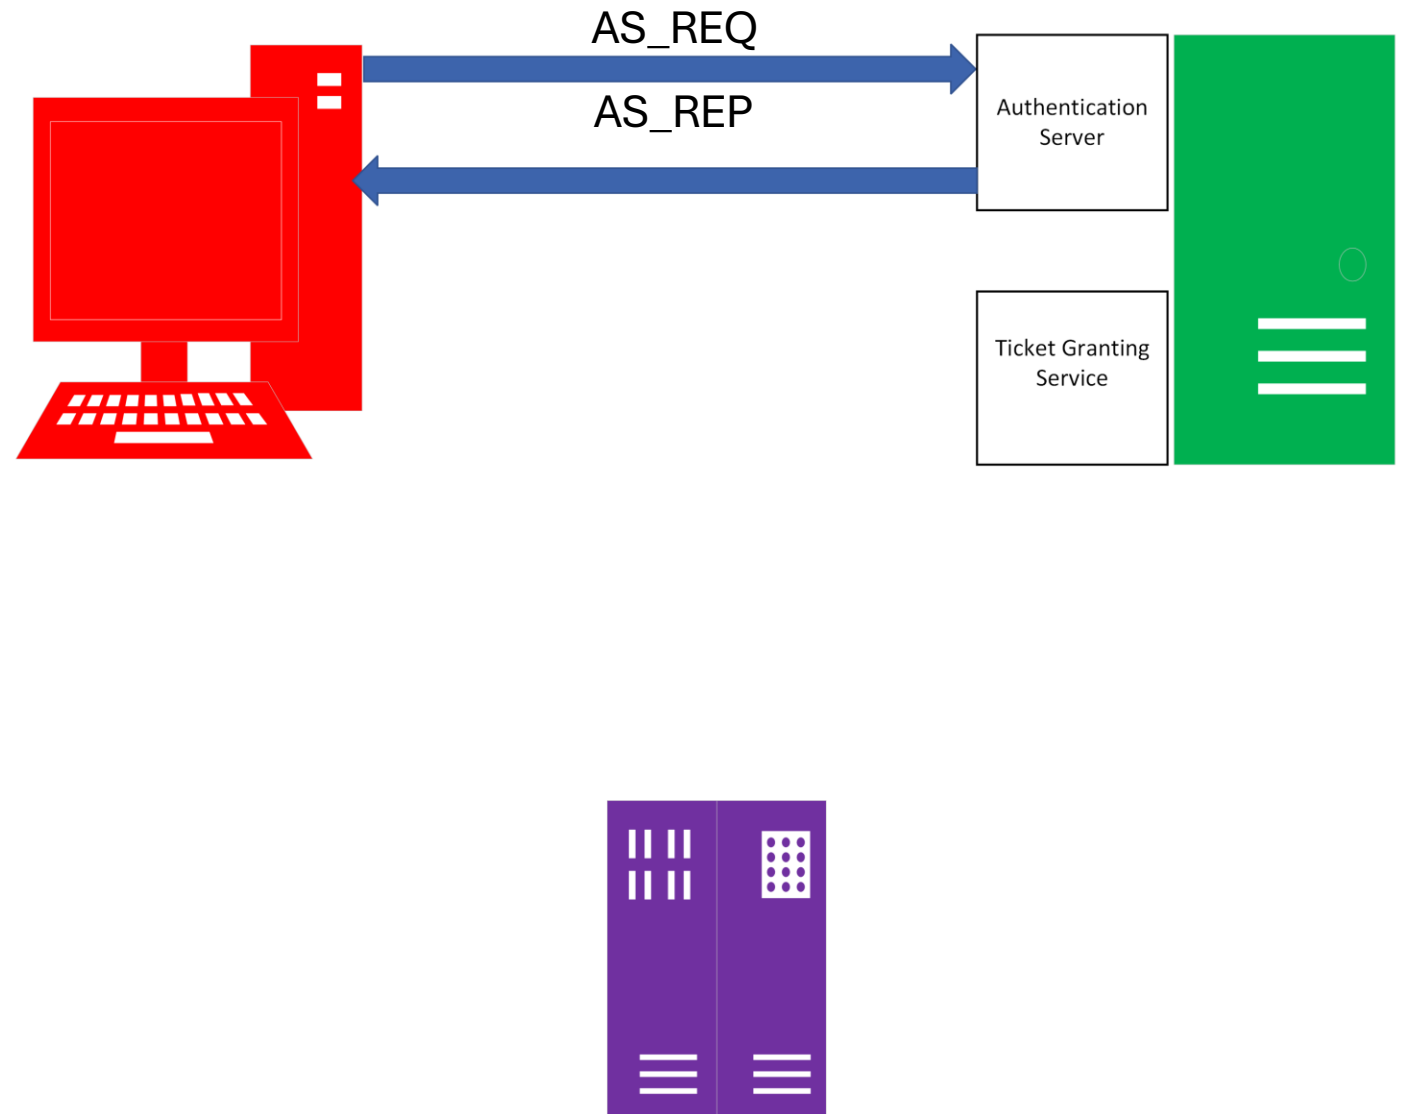 AS_REQ
AS_REP
Authentication
Server
Ticket Granting
Service